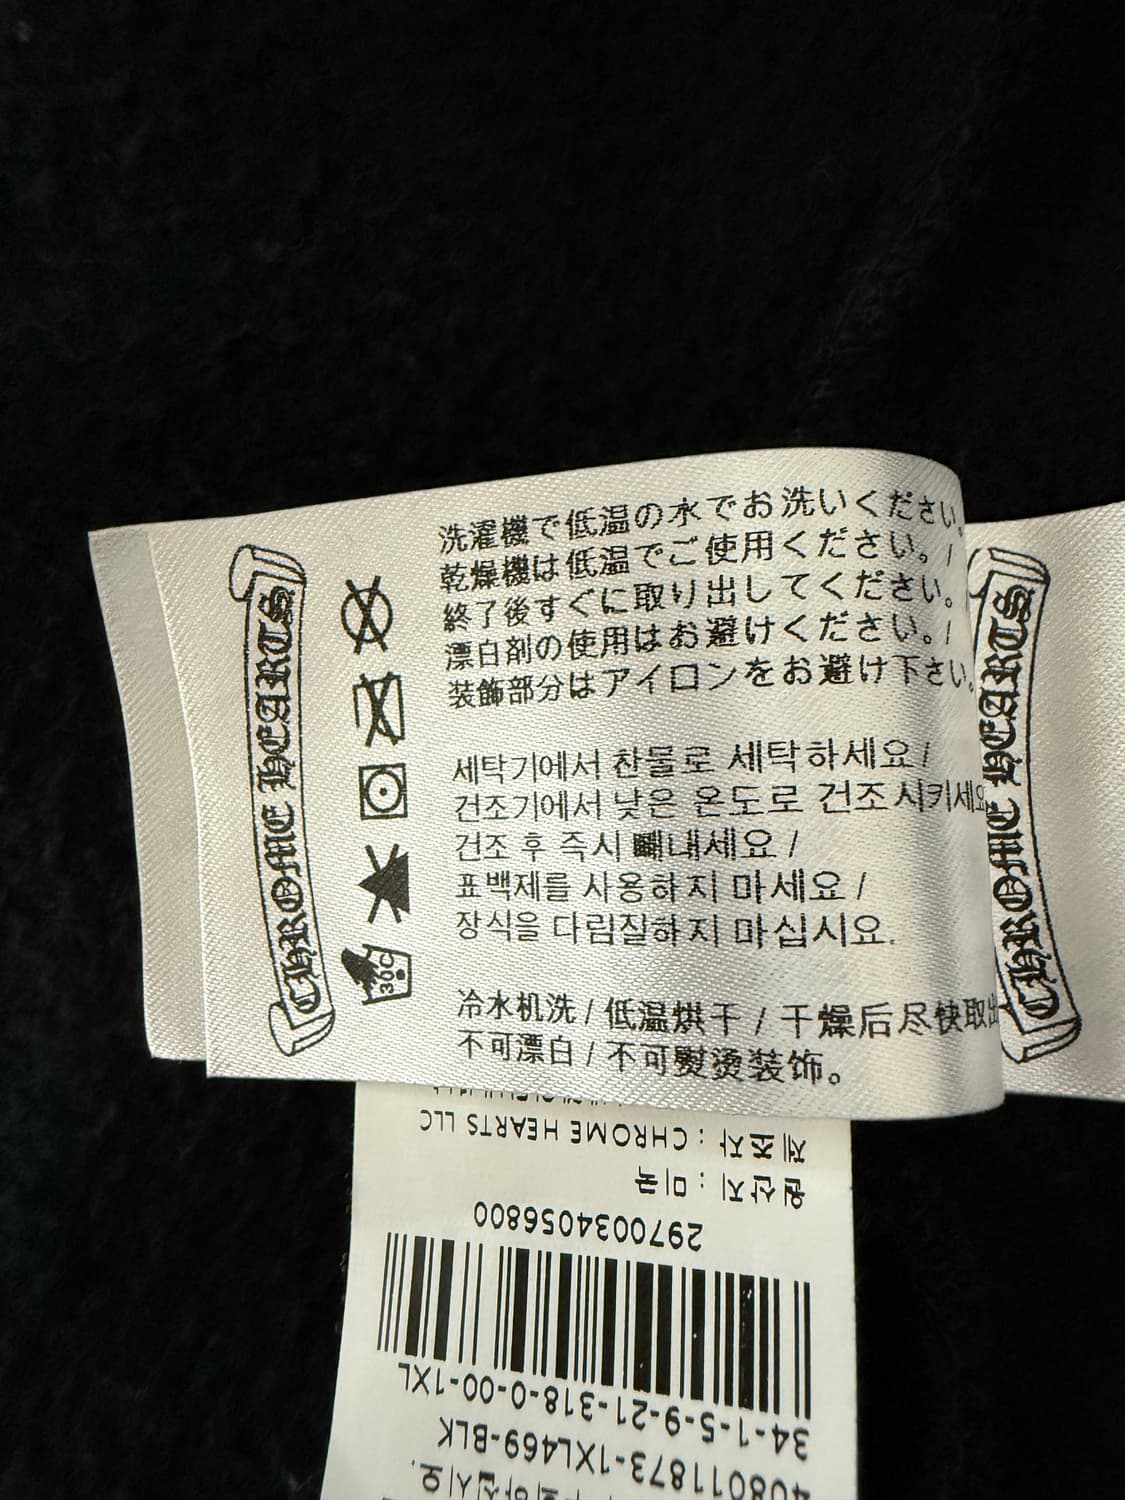 洗濯機で低温の水でお洗いください。
乾燥機は低温でご使用ください。/
終了後すぐに取り出してください。
漂白剤の使用はお避けください。/
装飾部分はアイロンをお避け下さい。
세탁기에서 찬물로 세탁하세요 /
건조기에서 낮은 온도로 건조시키세요
건조 후 즉시 빼내세요 /
표백제를 사용하지 마세요 /
장식을 다림질하지 마십시요.
冷水机洗 / 低温烘干 / 干燥后尽快取出
不可漂白 / 不可熨烫装饰。
CHROME HEARTS
CHROME HEARTS
30C
408011873-1XL469-BLK
34-1-5-9-21-318-0-00-1XL
2970034056800
원산지 : 미국
제조자 : CHROME HEARTS LLC